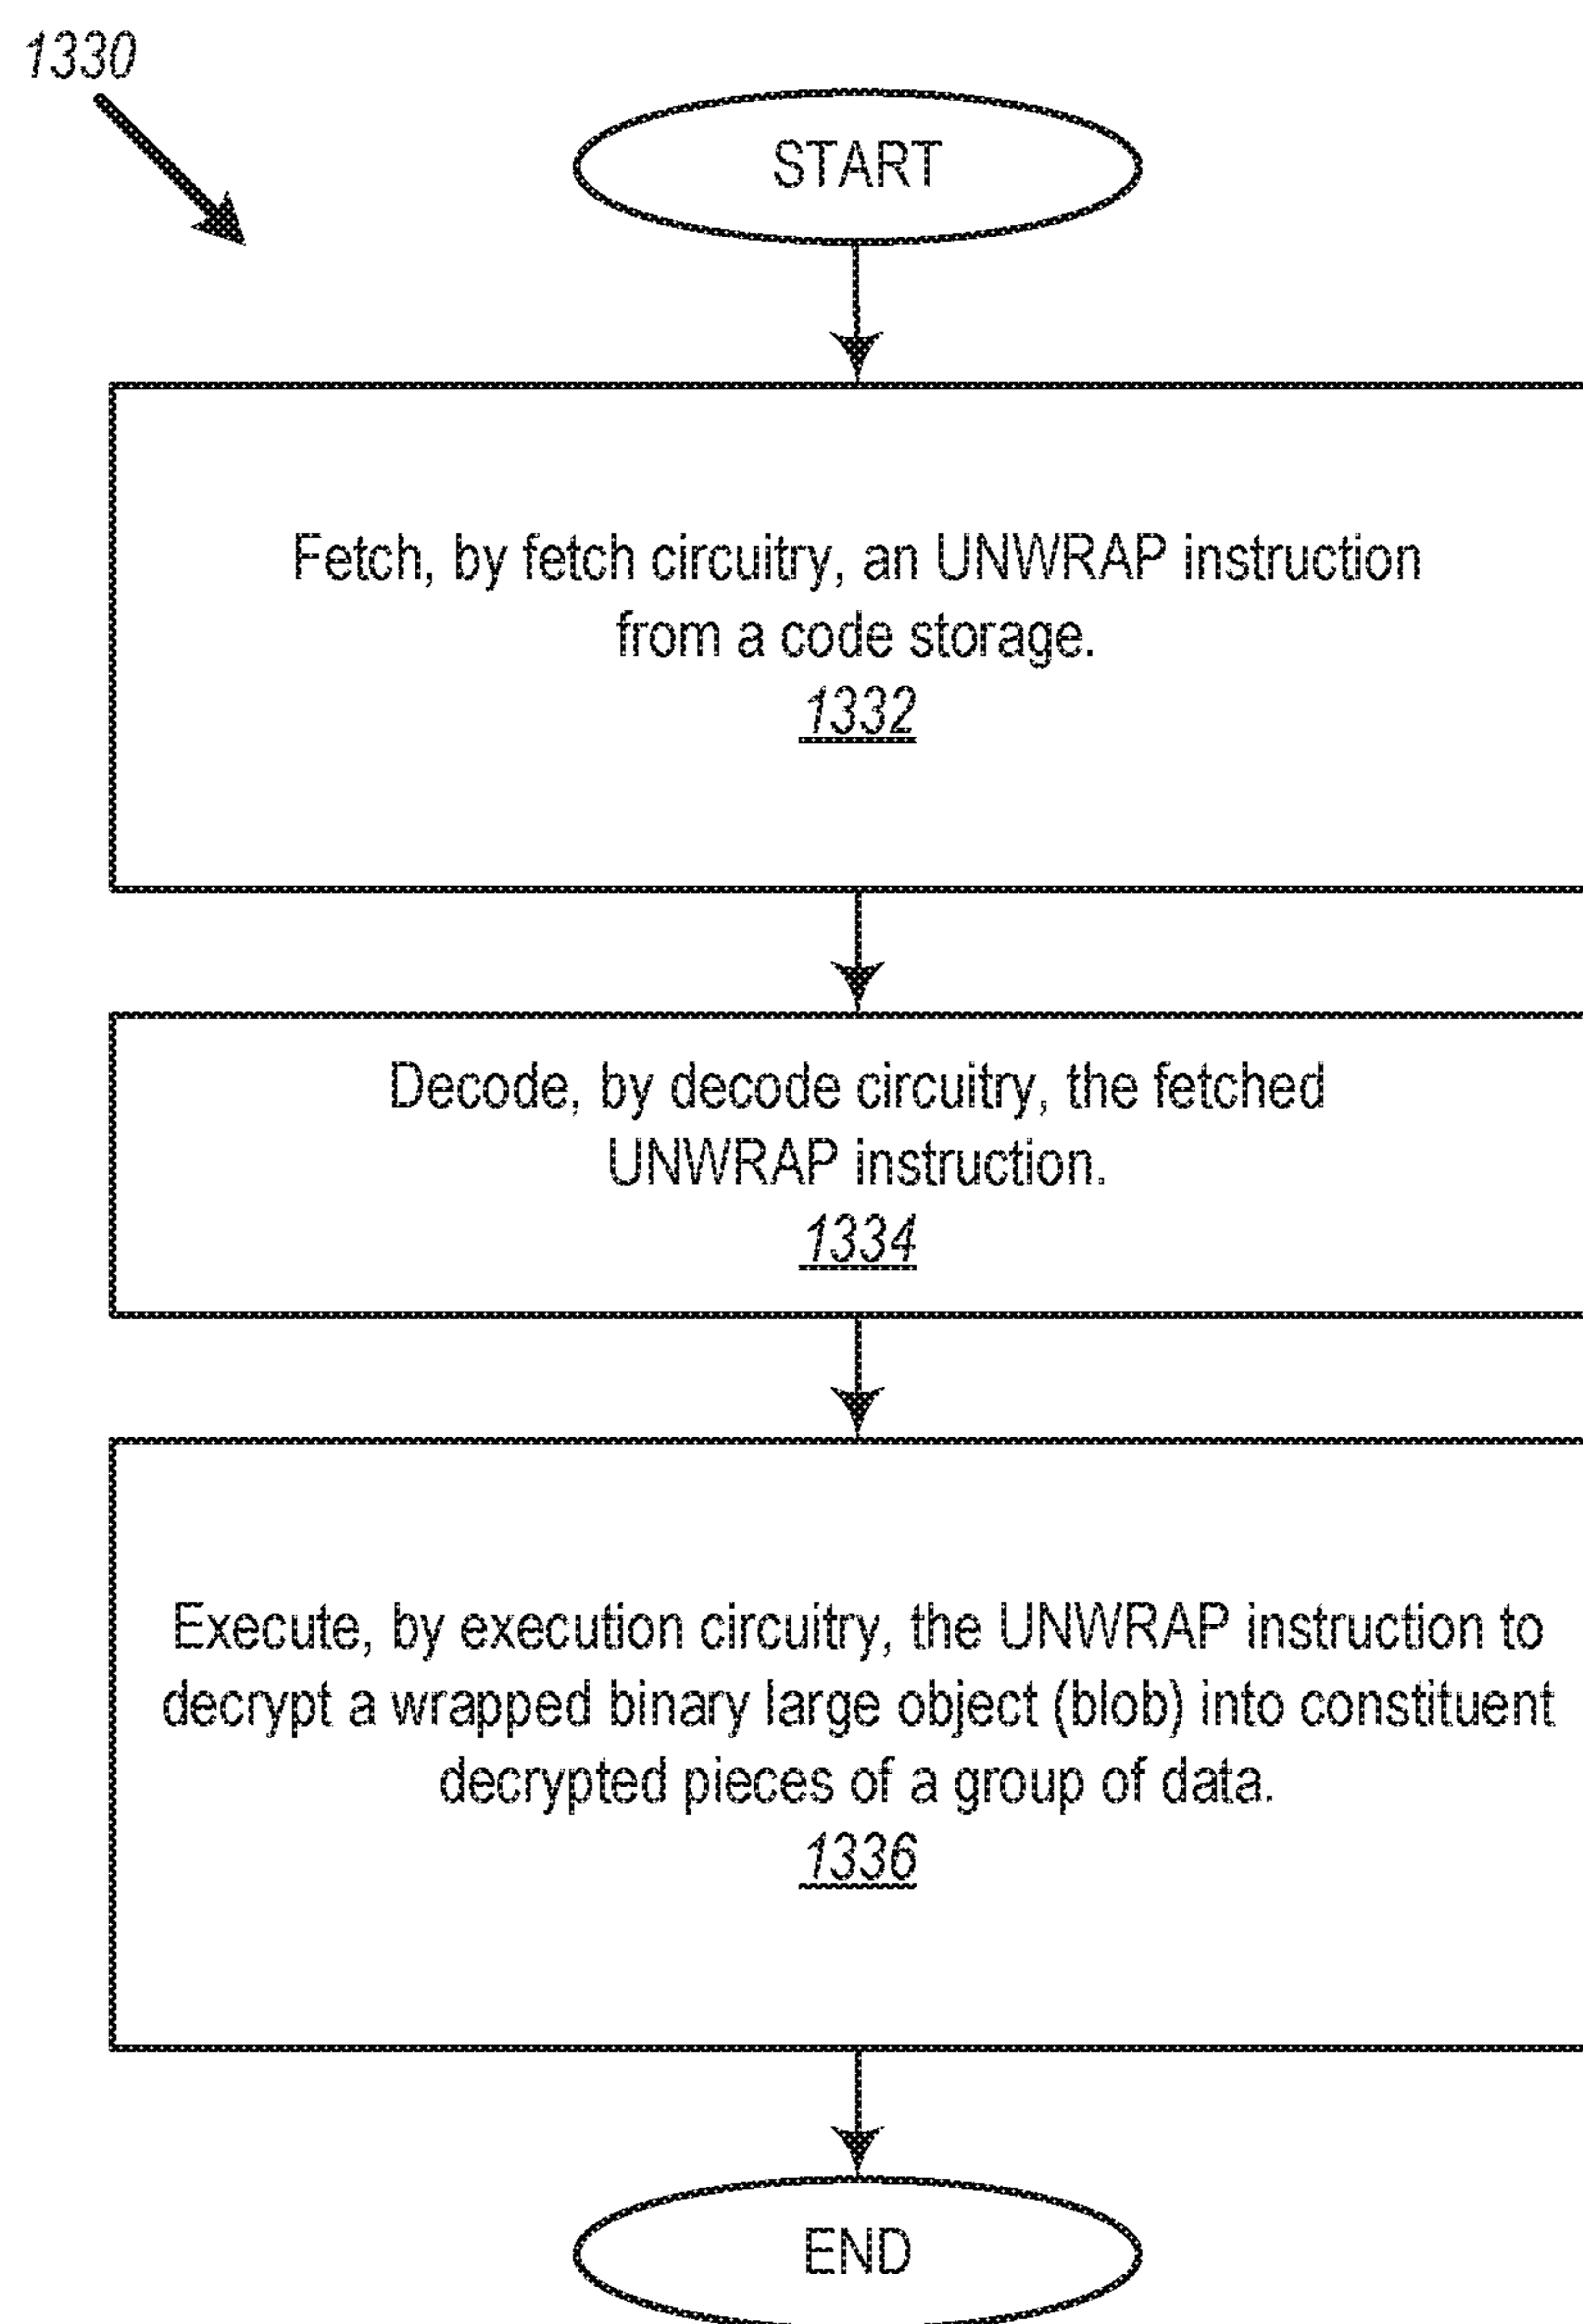 1330
START
Fetch, by fetch circuitry, an UNWRAP instruction
from a code storage.
1332
Decode, by decode circuitry, the fetched
UNWRAP instruction.
1334
Execute, by execution circuitry, the UNWRAP instruction to
decrypt a wrapped binary large object (blob) into constituent
decrypted pieces of a group of data.
1336
END